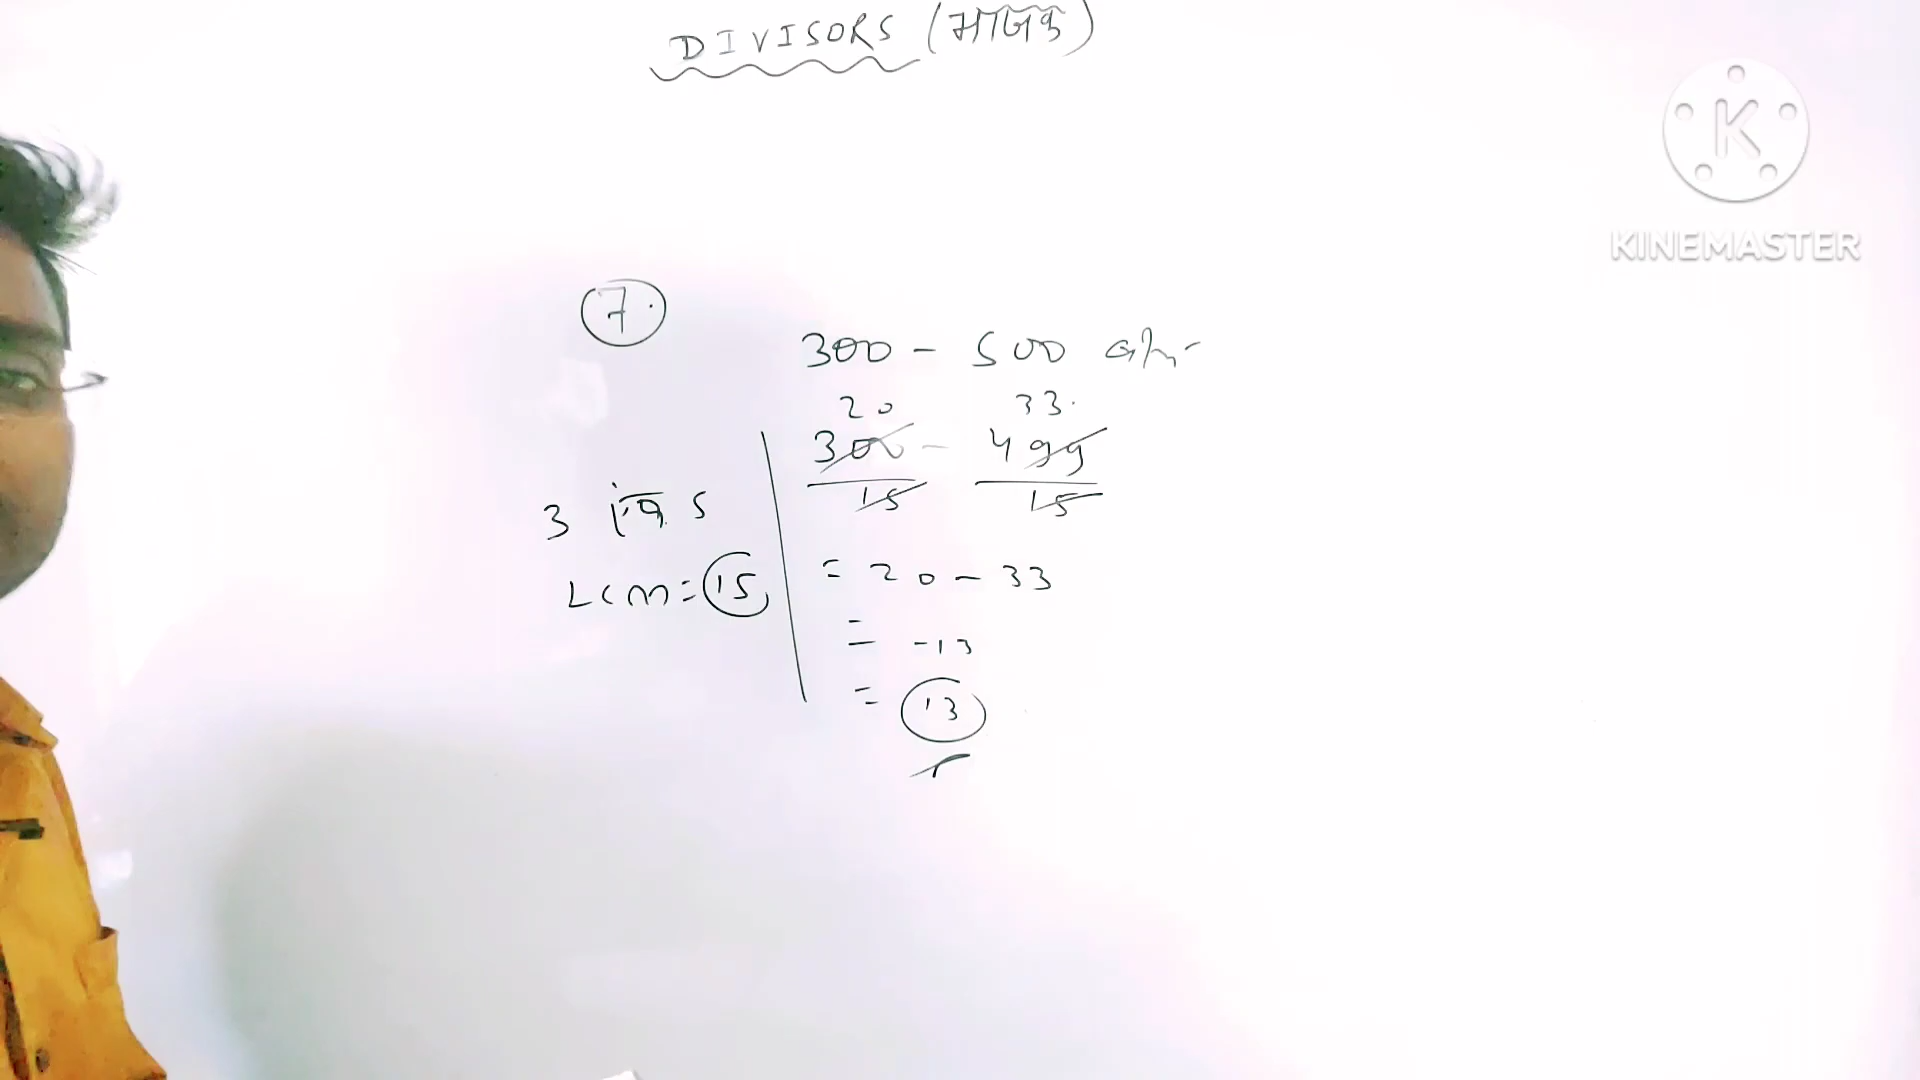 DIVISORS (भाजक)
K
KINEMASTER
7.
300 - 500
20 33.
300 - 499
15 15
3 5
LCM = 15
= 20 - 33
= -13
= 13